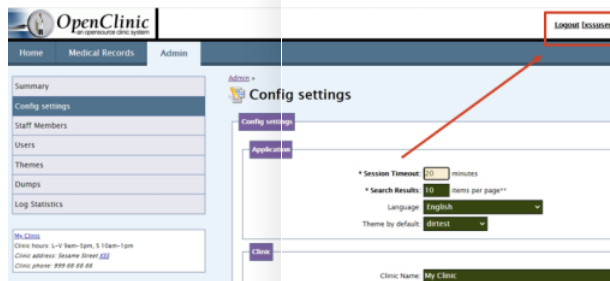 OpenClinic
an opensource clinic system
Logout [xssuser
Home Medical Records Admin
Summary
Config settings
Staff Members
Users
Themes
Dumps
Log Statistics
My Clinic
Clinic hours: L-V 9am-5pm, S 10am-1pm
Clinic address: Sesame Street XSS
Clinic phone: 999 66 66 66
Admin »
Config settings
Config settings
Application
* Session Timeout: 20 minutes
* Search Results: 10 items per page**
Language: English
Theme by default: dirtest
Clinic
Clinic Name: My Clinic